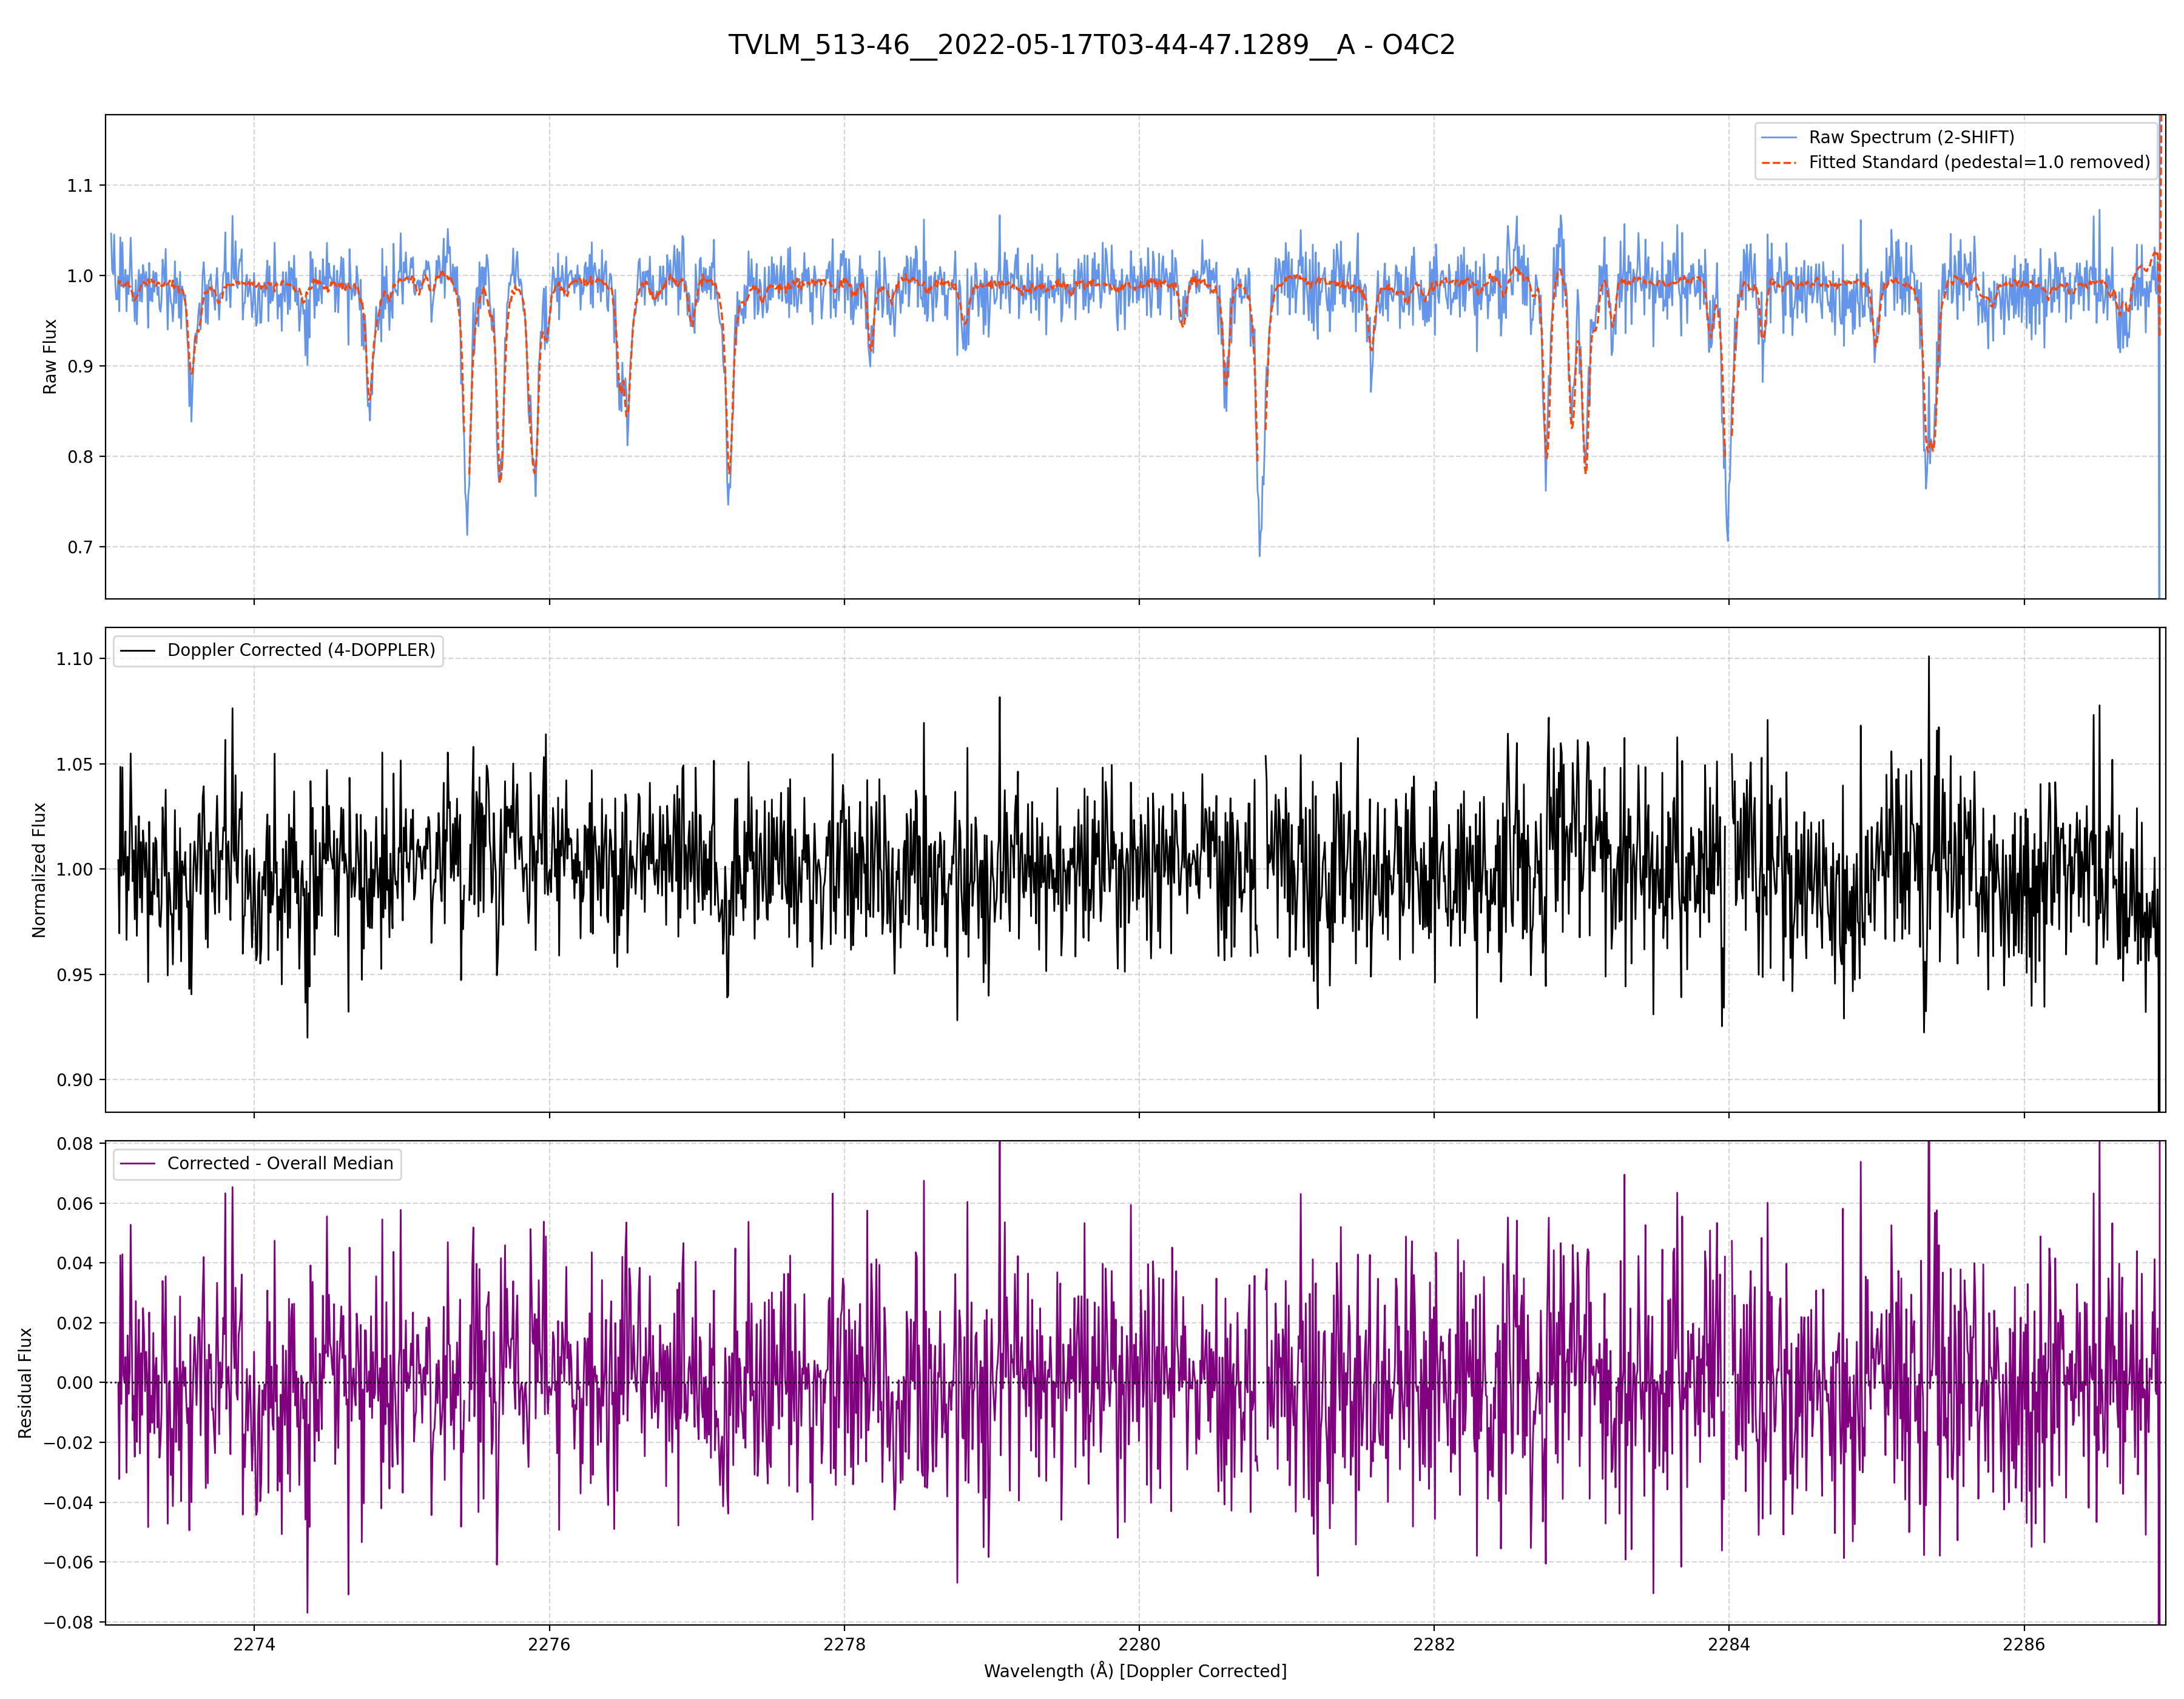 TVLM_513-46__2022-05-17T03-44-47.1289__A - O4C2
Raw Spectrum (2-SHIFT)
Fitted Standard (pedestal=1.0 removed)
1.1
1.0
0.9
0.8
0.7
Raw Flux
Doppler Corrected (4-DOPPLER)
1.10
1.05
1.00
0.95
0.90
Normalized Flux
Corrected - Overall Median
0.08
0.06
0.04
0.02
0.00
−0.02
−0.04
−0.06
−0.08
Residual Flux
2274 2276 2278 2280 2282 2284 2286
Wavelength (Å) [Doppler Corrected]